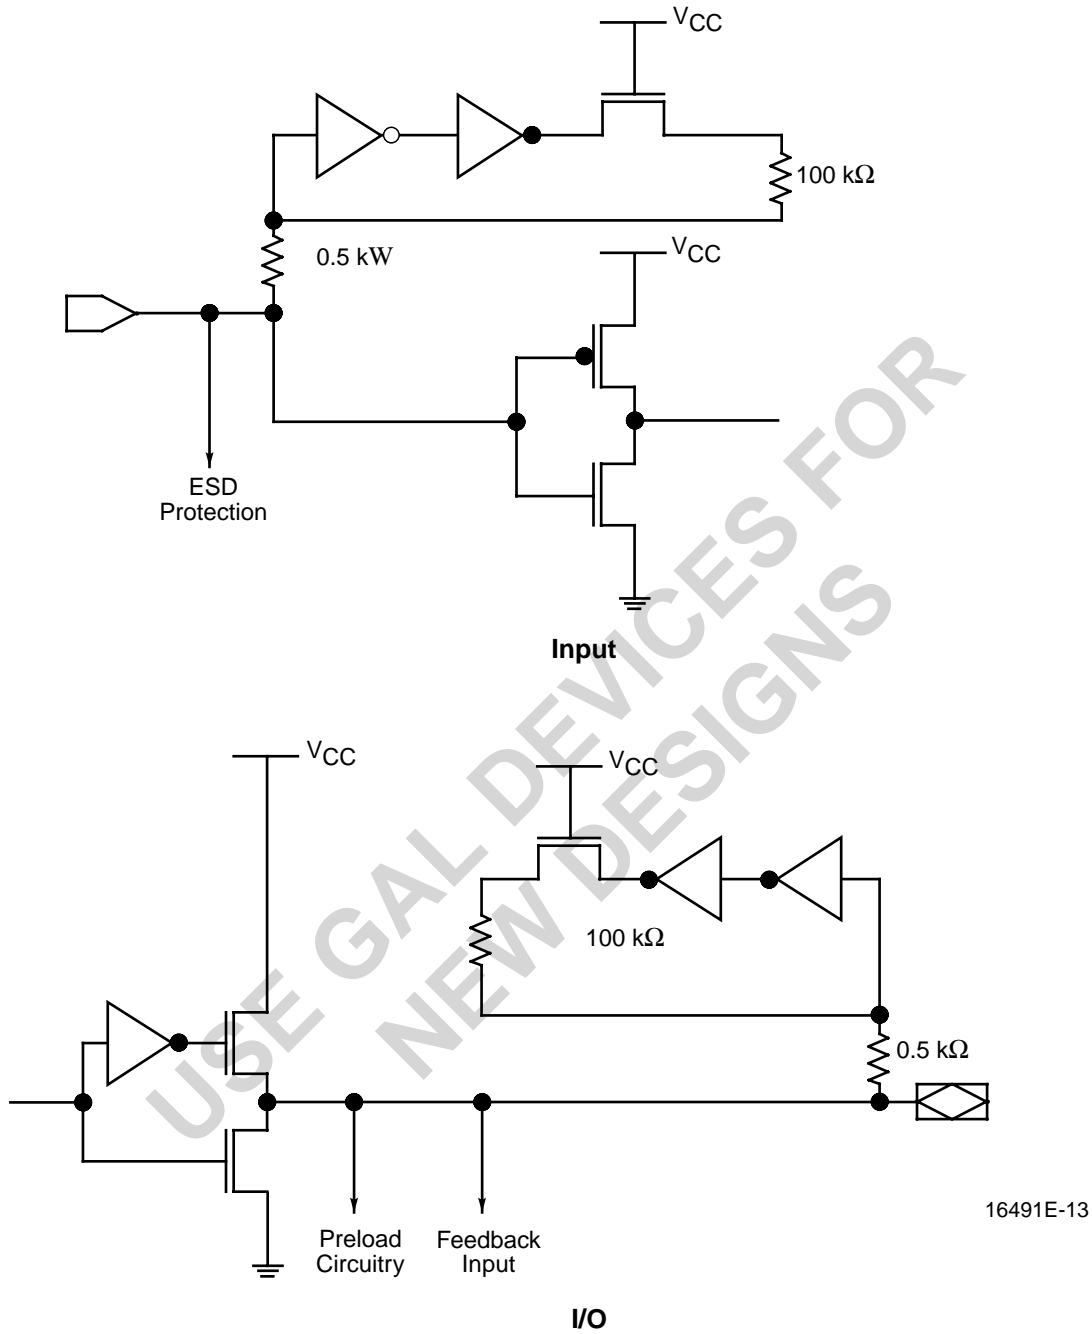 VCC
100 kΩ
0.5 kW
VCC
ESD
Protection
Input
VCC
VCC
100 kΩ
0.5 kΩ
Preload
Circuitry
Feedback
Input
16491E-13
I/O
USE GAL DEVICES FOR
NEW DESIGNS